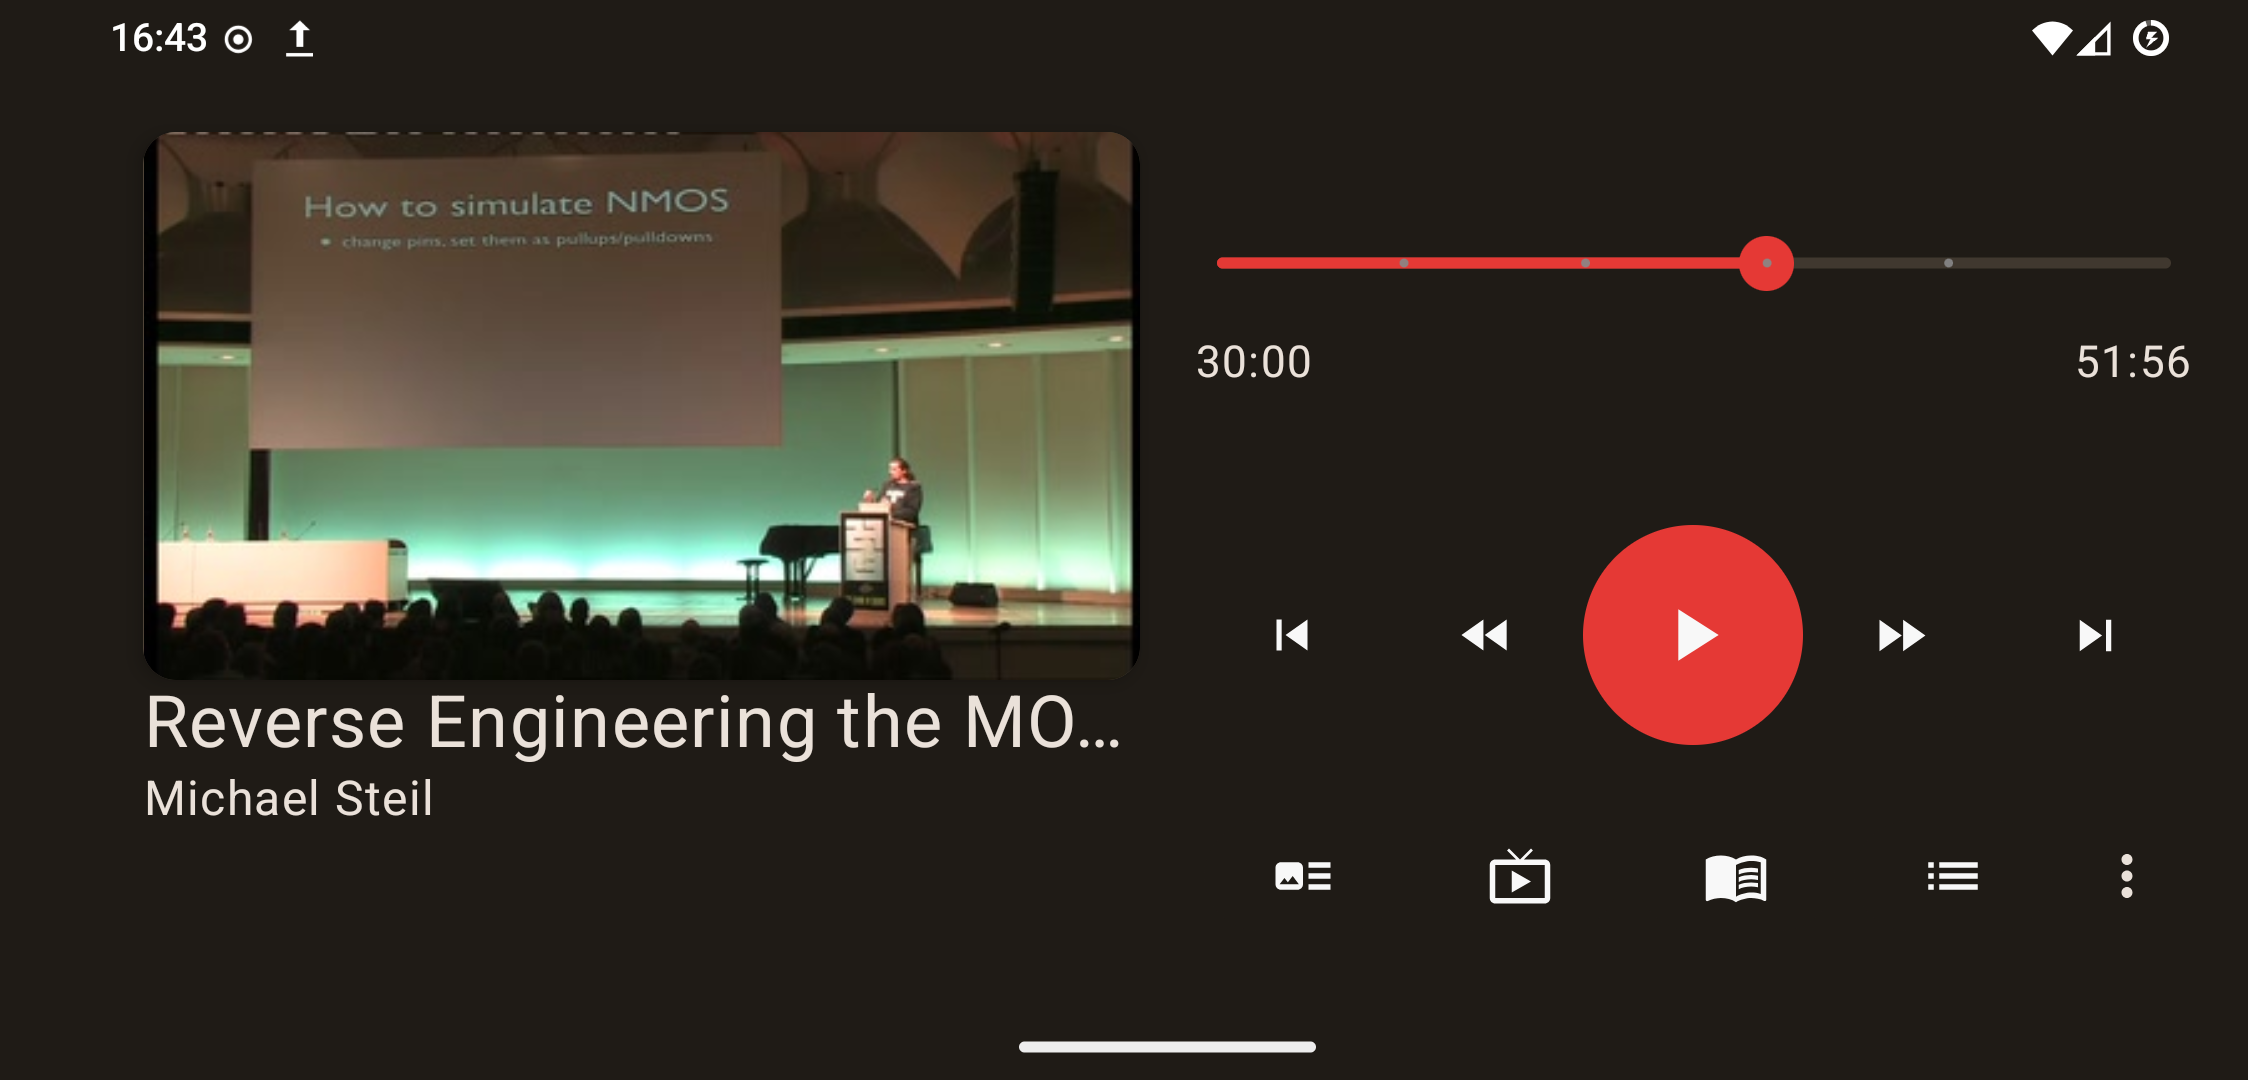 16:43
How to simulate NMOS
change pins, set them as pullups/pulldowns
30:00
51:56
Reverse Engineering the MO...
Michael Steil